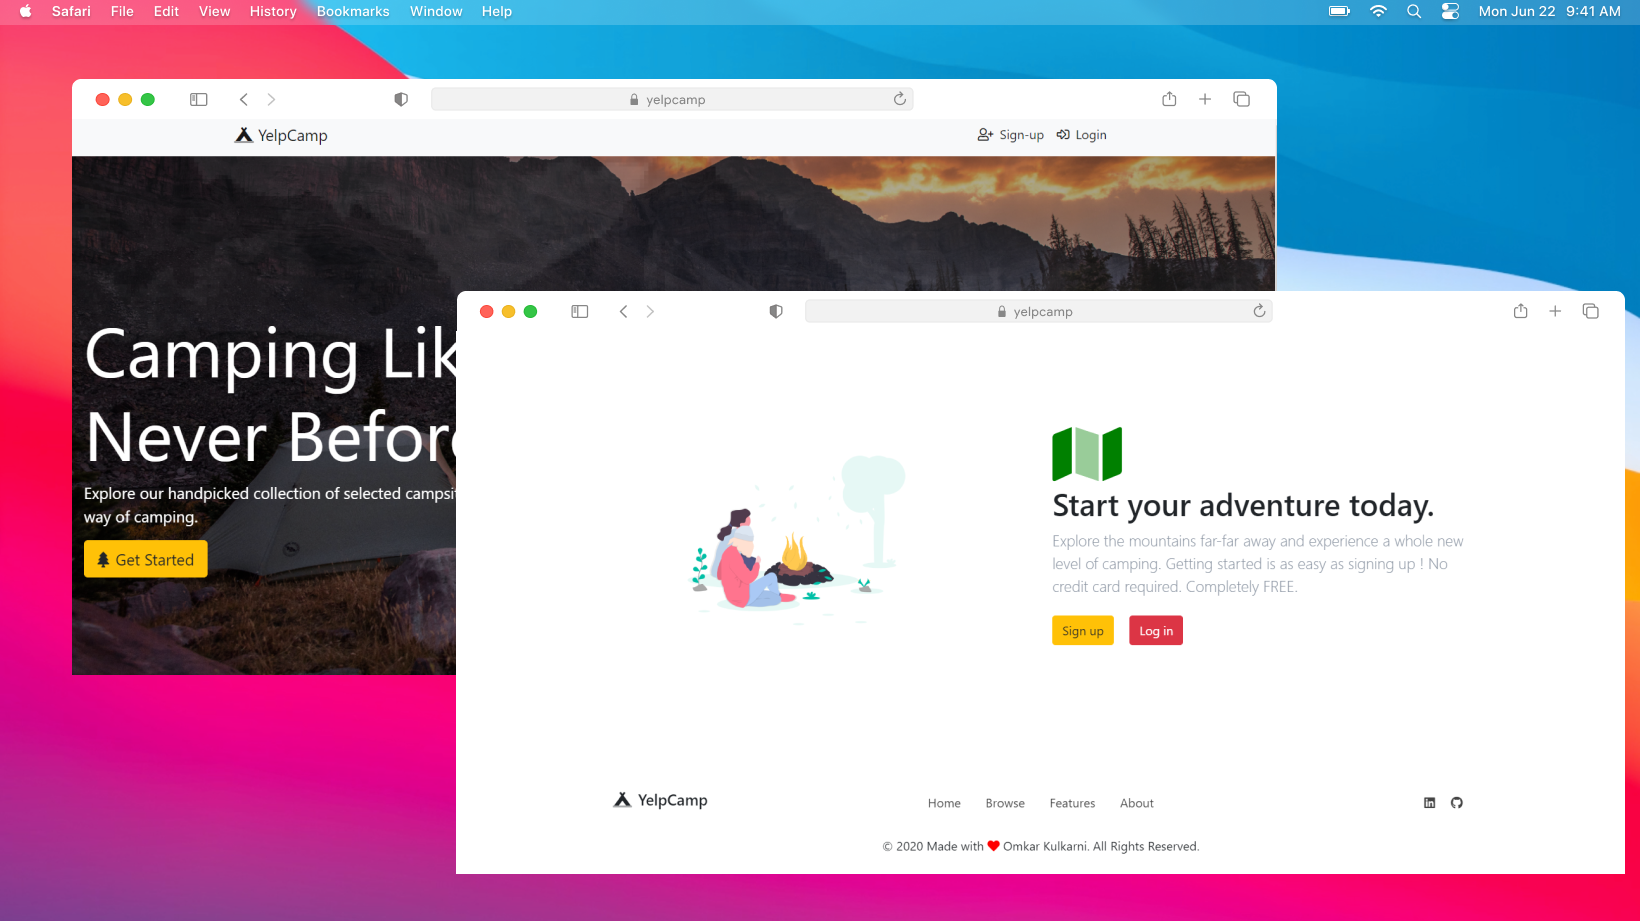 Safari File Edit View History Bookmarks Window Help Mon Jun 22 9:41 AM
yelpcamp
YelpCamp Sign-up Login
Camping Lik
Never Before
Explore our handpicked collection of selected campsi
way of camping.
Get Started
yelpcamp
Start your adventure today.
Explore the mountains far-far away and experience a whole new
level of camping. Getting started is as easy as signing up ! No
credit card required. Completely FREE.
Sign up Log in
YelpCamp Home Browse Features About
© 2020 Made with ❤ Omkar Kulkarni. All Rights Reserved.